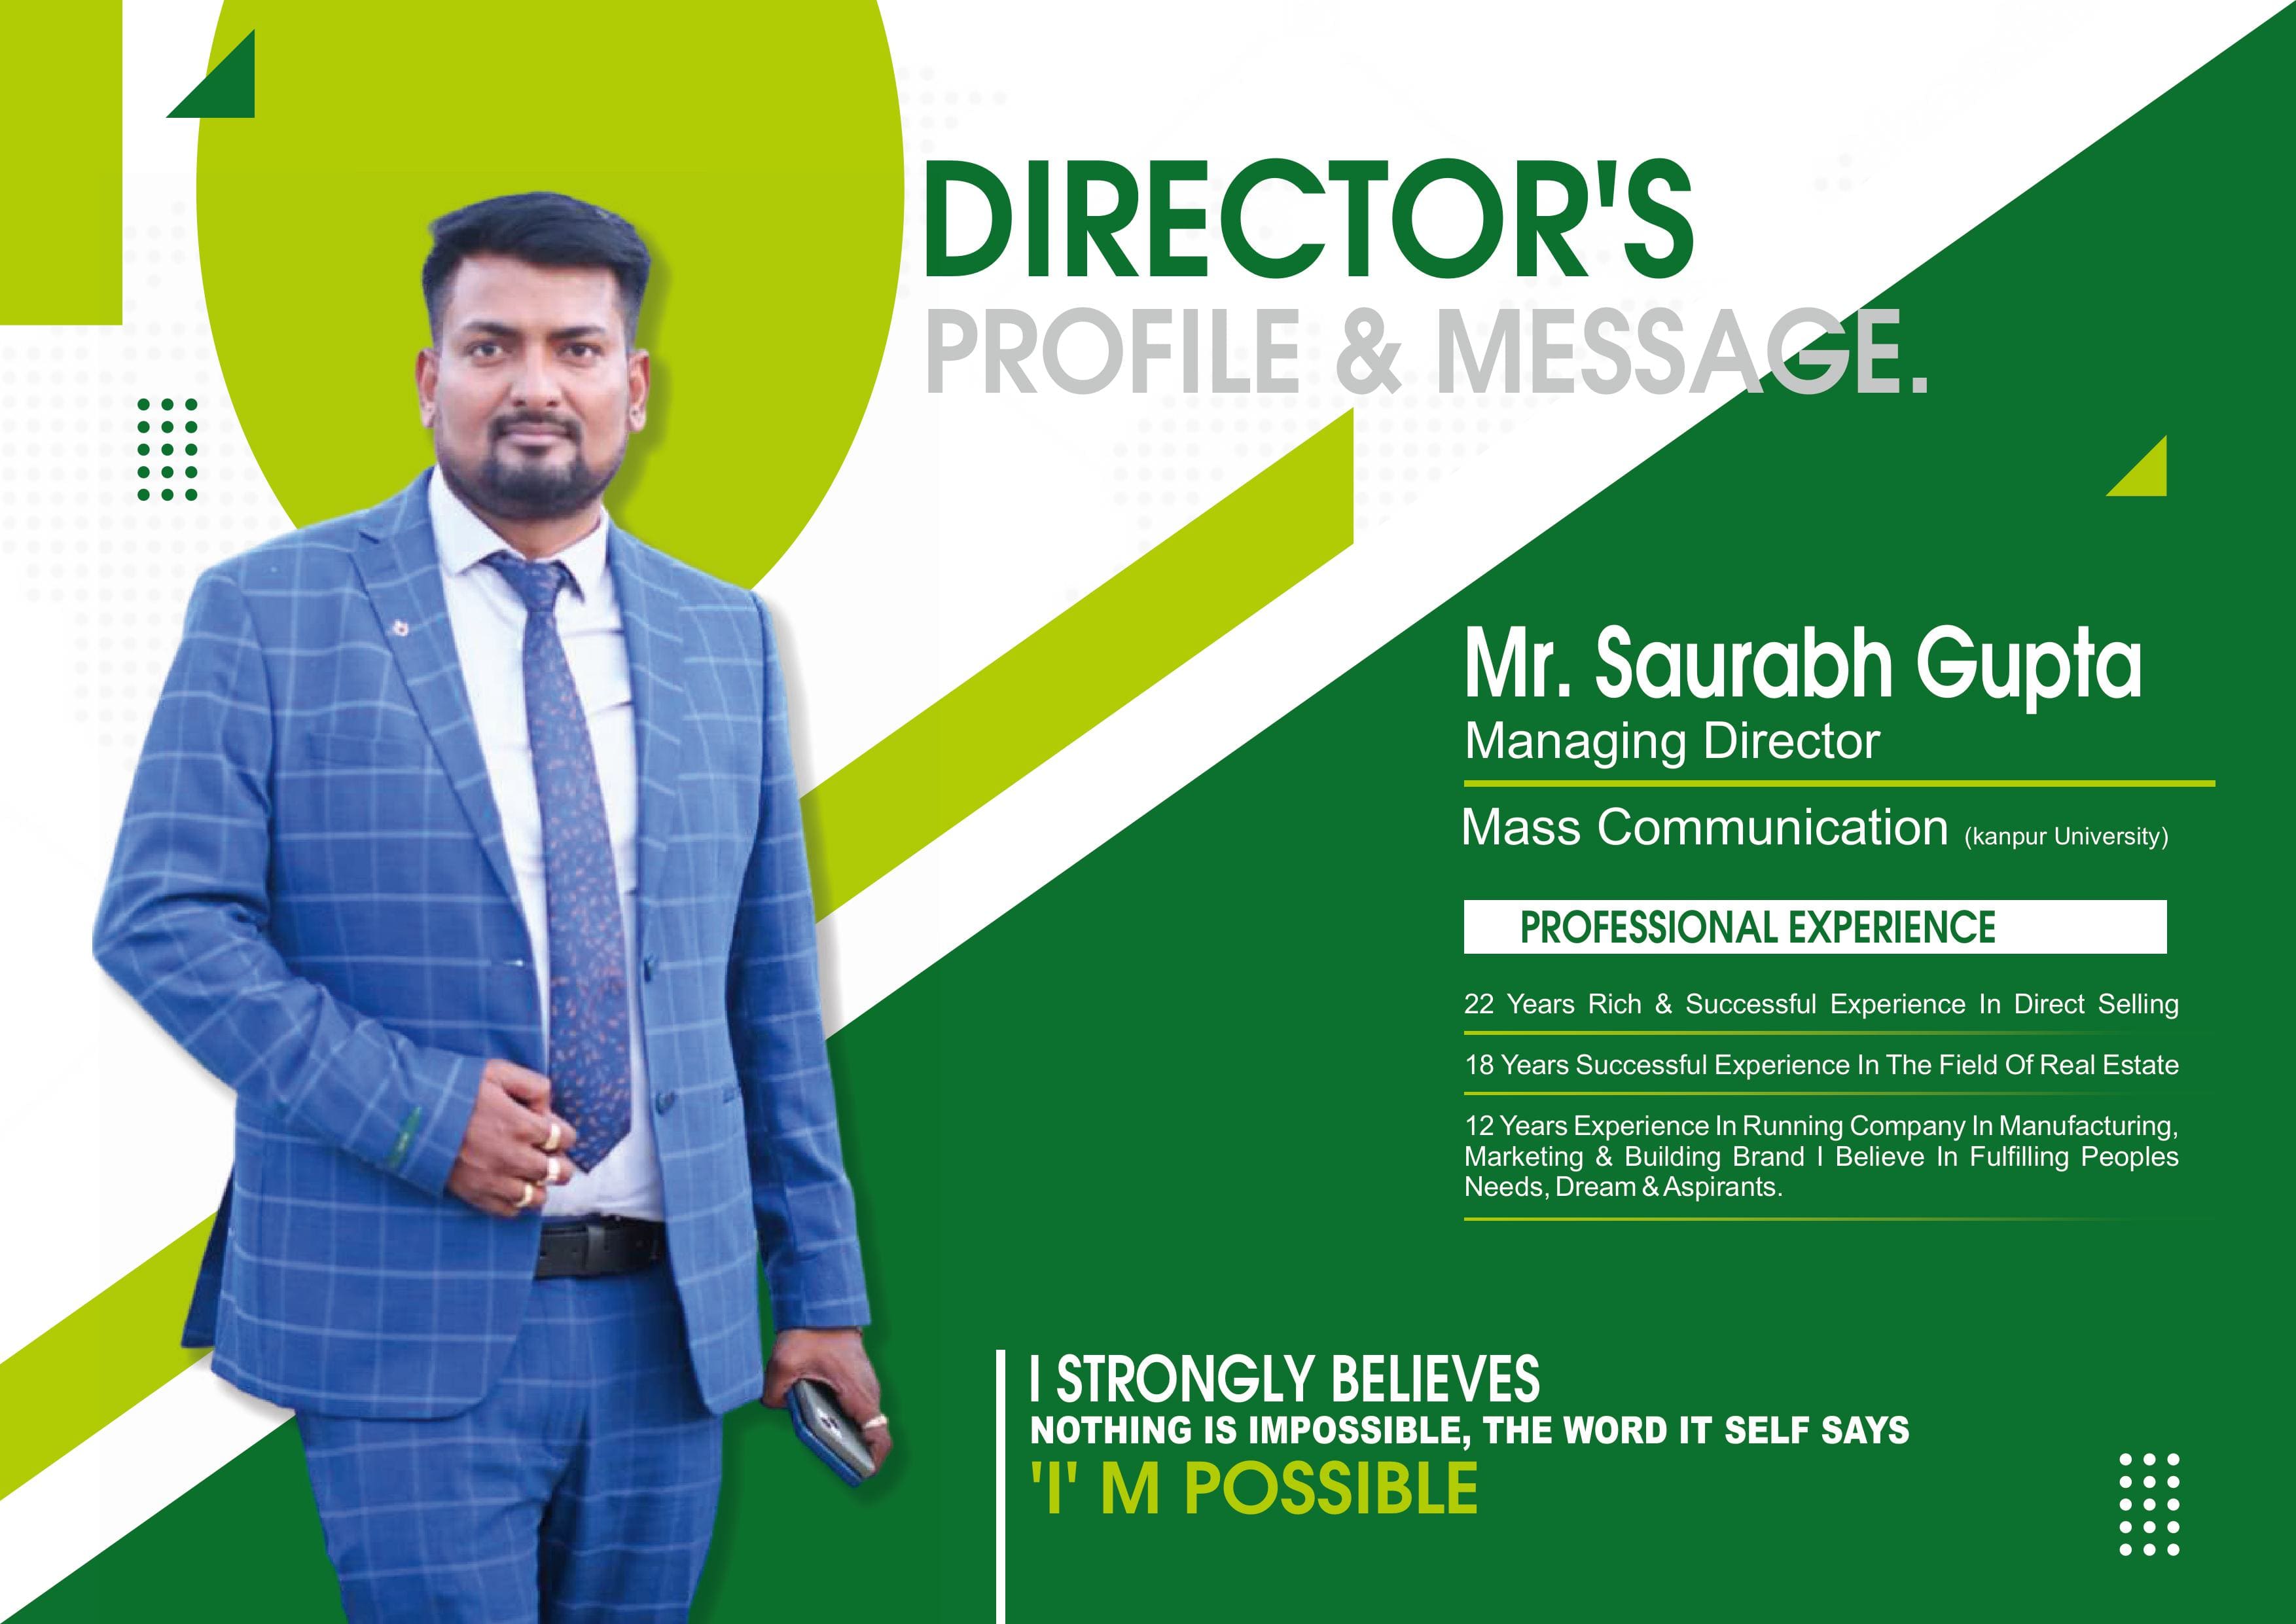 DIRECTOR'S
PROFILE & MESSAGE.
Mr. Saurabh Gupta
Managing Director
Mass Communication (kanpur University)
PROFESSIONAL EXPERIENCE
22 Years Rich & Successful Experience In Direct Selling
18 Years Successful Experience In The Field Of Real Estate
12 Years Experience In Running Company In Manufacturing,
Marketing & Building Brand I Believe In Fulfilling Peoples
Needs, Dream & Aspirants.
I STRONGLY BELIEVES
NOTHING IS IMPOSSIBLE, THE WORD IT SELF SAYS
'I' M POSSIBLE